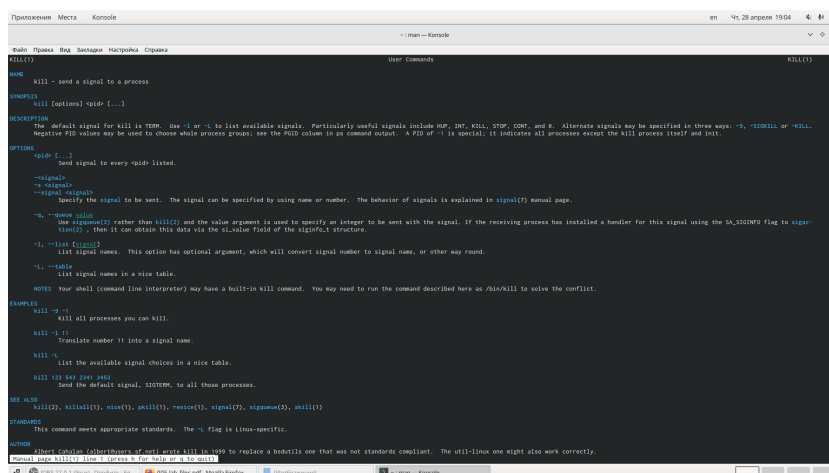 Приложения Места Konsole en Чт, 28 апреля 19:04
~ : man — Konsole
Файл Правка Вид Закладки Настройка Справка
KILL(1) User Commands KILL(1)
NAME
kill - send a signal to a process
SYNOPSIS
kill [options] <pid> [...]
DESCRIPTION
The default signal for kill is TERM. Use -l or -L to list available signals. Particularly useful signals include HUP, INT, KILL, STOP, CONT, and 0. Alternate signals may be specified in three ways: -9, -SIGKILL or -KILL.
Negative PID values may be used to choose whole process groups; see the PGID column in ps command output. A PID of -1 is special; it indicates all processes except the kill process itself and init.
OPTIONS
<pid> [...]
Send signal to every <pid> listed.
-<signal>
-s <signal>
--signal <signal>
Specify the signal to be sent. The signal can be specified by using name or number. The behavior of signals is explained in signal(7) manual page.
-q, --queue value
Use sigqueue(3) rather than kill(2) and the value argument is used to specify an integer to be sent with the signal. If the receiving process has installed a handler for this signal using the SA_SIGINFO flag to sigac-
tion(2) , then it can obtain this data via the si_value field of the siginfo_t structure.
-l, --list [signal]
List signal names. This option has optional argument, which will convert signal number to signal name, or other way round.
-L, --table
List signal names in a nice table.
NOTES Your shell (command line interpreter) may have a built-in kill command. You may need to run the command described here as /bin/kill to solve the conflict.
EXAMPLES
kill -9 -1
Kill all processes you can kill.
kill -l 11
Translate number 11 into a signal name.
kill -L
List the available signal choices in a nice table.
kill 123 543 2341 3453
Send the default signal, SIGTERM, to all those processes.
SEE ALSO
kill(2), killall(1), nice(1), pkill(1), renice(1), signal(7), sigqueue(3), skill(1)
STANDARDS
This command meets appropriate standards. The -L flag is Linux-specific.
AUTHOR
Albert Cahalan ⟨albert@users.sf.net⟩ wrote kill in 1999 to replace a bsdutils one that was not standards compliant. The util-linux one might also work correctly.
Manual page kill(1) line 1 (press h for help or q to quit)
Mozilla Firefox ~ : man — Konsole